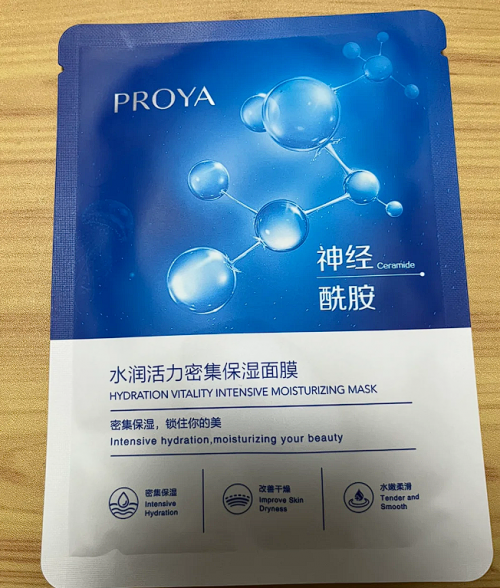 PROYA
神经 Ceramide
酰胺
水润活力密集保湿面膜
HYDRATION VITALITY INTENSIVE MOISTURIZING MASK
密集保湿，锁住你的美
Intensive hydration,moisturizing your beauty
密集保湿
Intensive
Hydration
改善干燥
Improve Skin
Dryness
水嫩柔滑
Tender and
Smooth